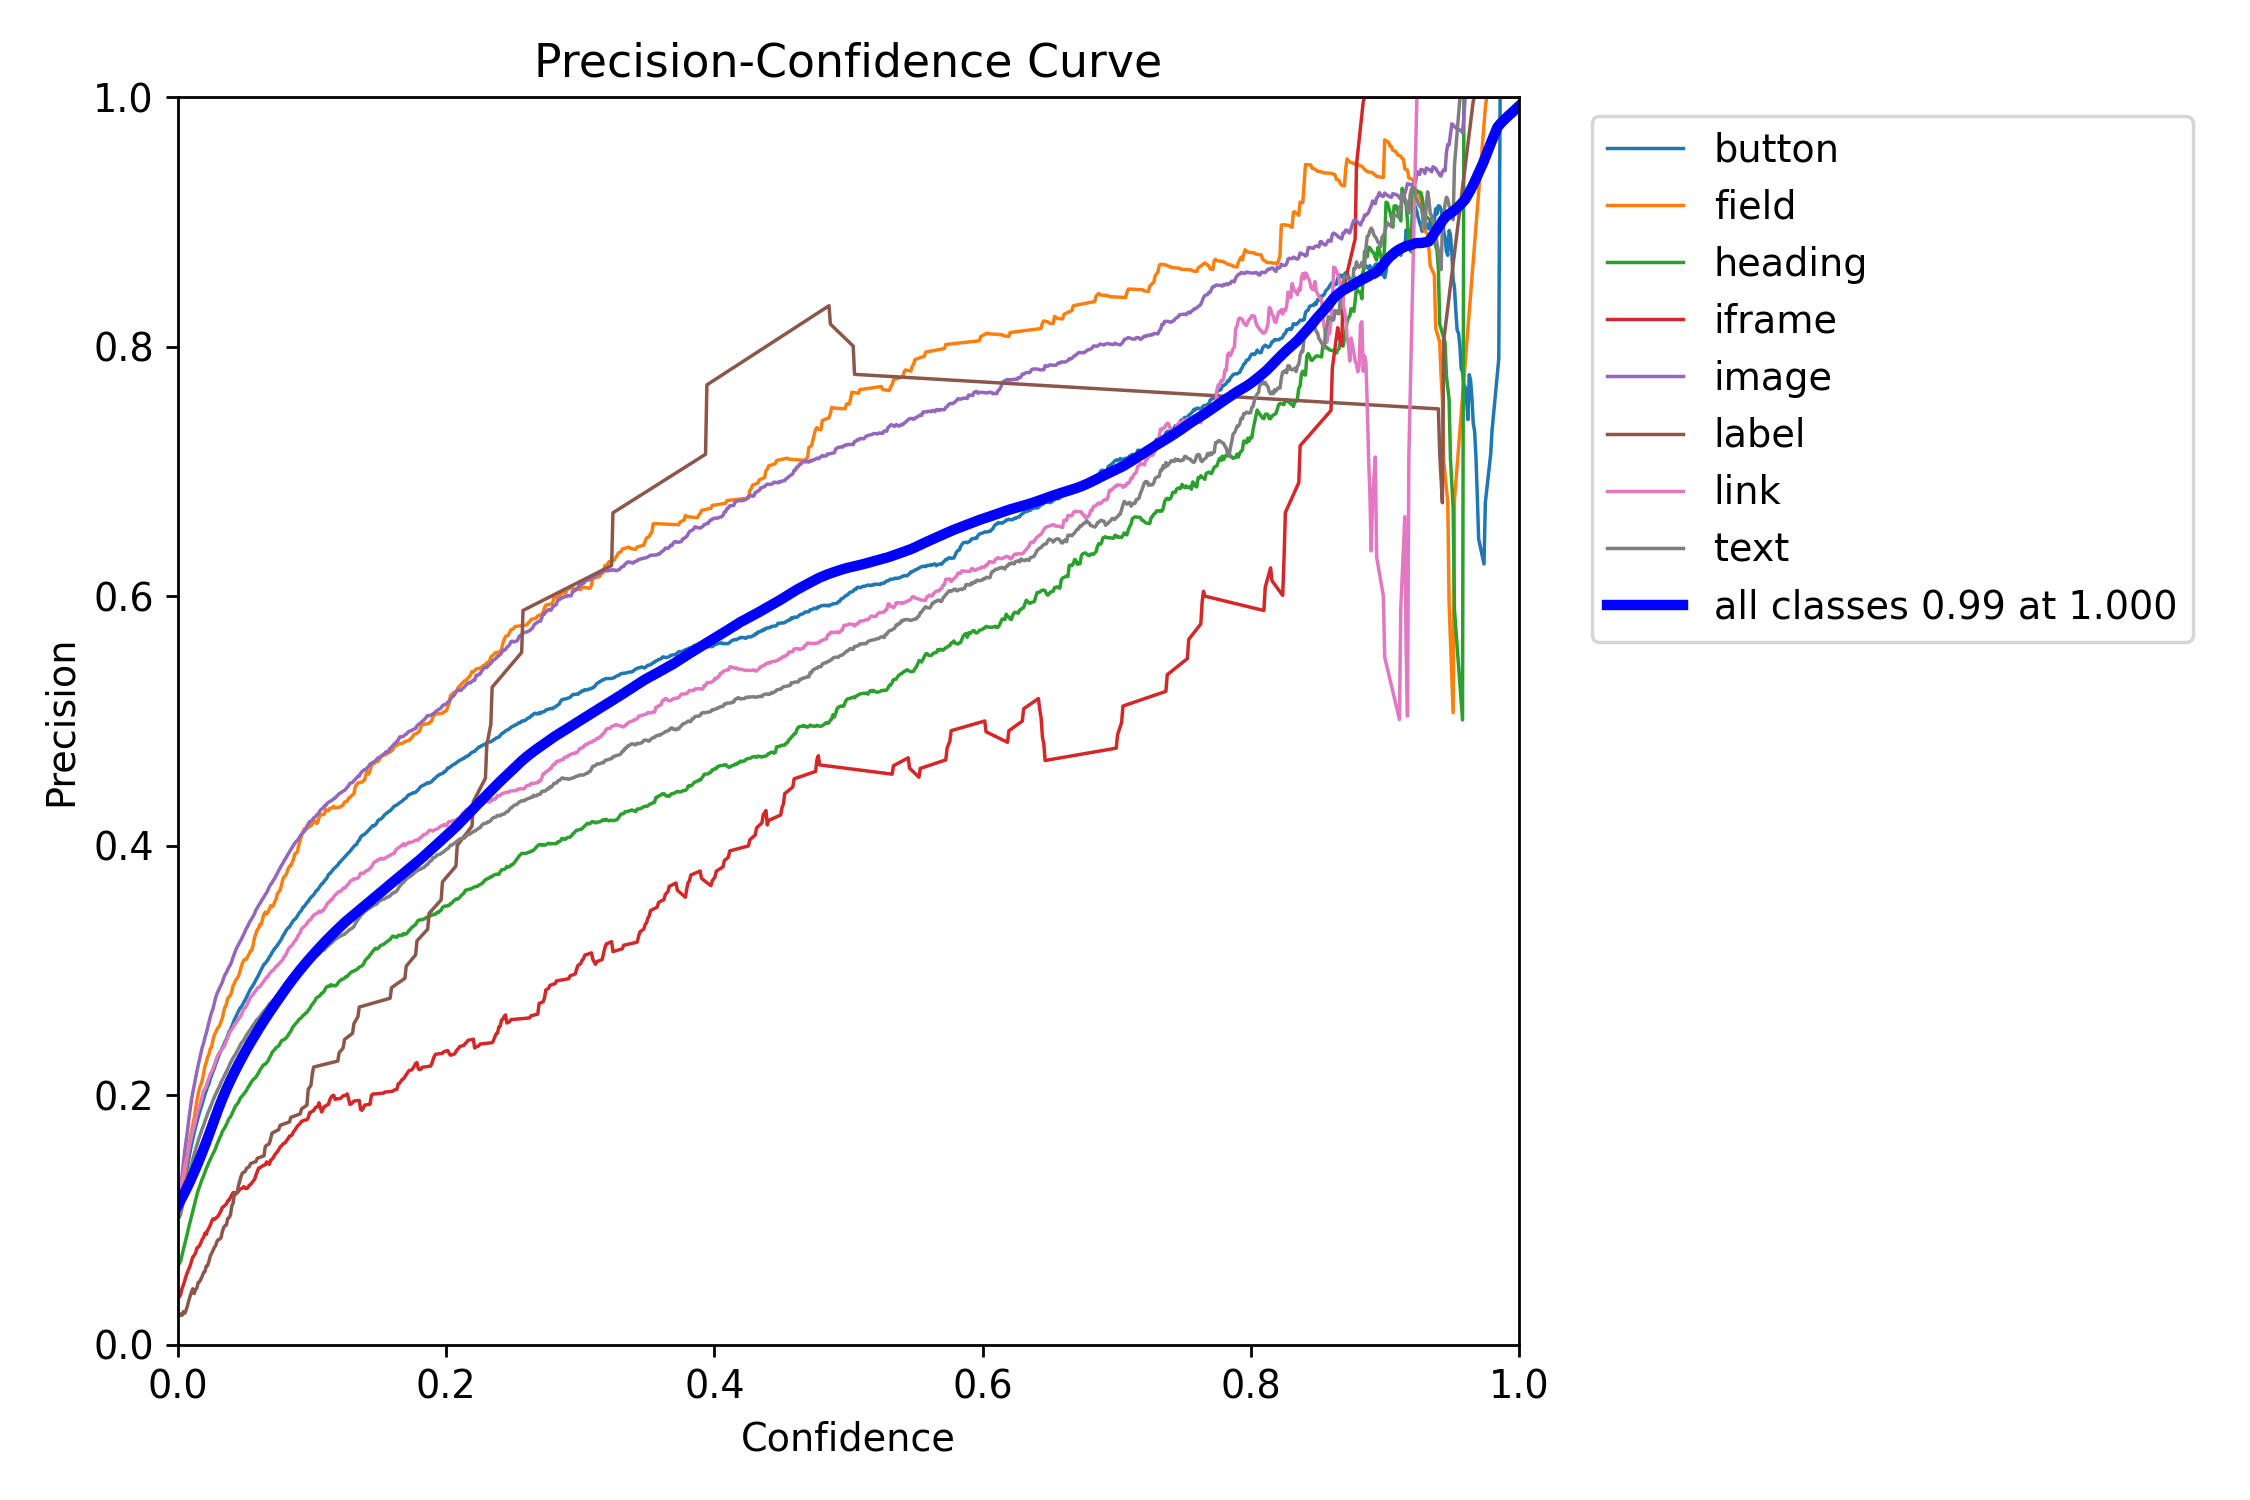 Precision-Confidence Curve
1.0
0.8
0.6
0.4
0.2
0.0
Precision
0.0 0.2 0.4 0.6 0.8 1.0
Confidence
button
field
heading
iframe
image
label
link
text
all classes 0.99 at 1.000